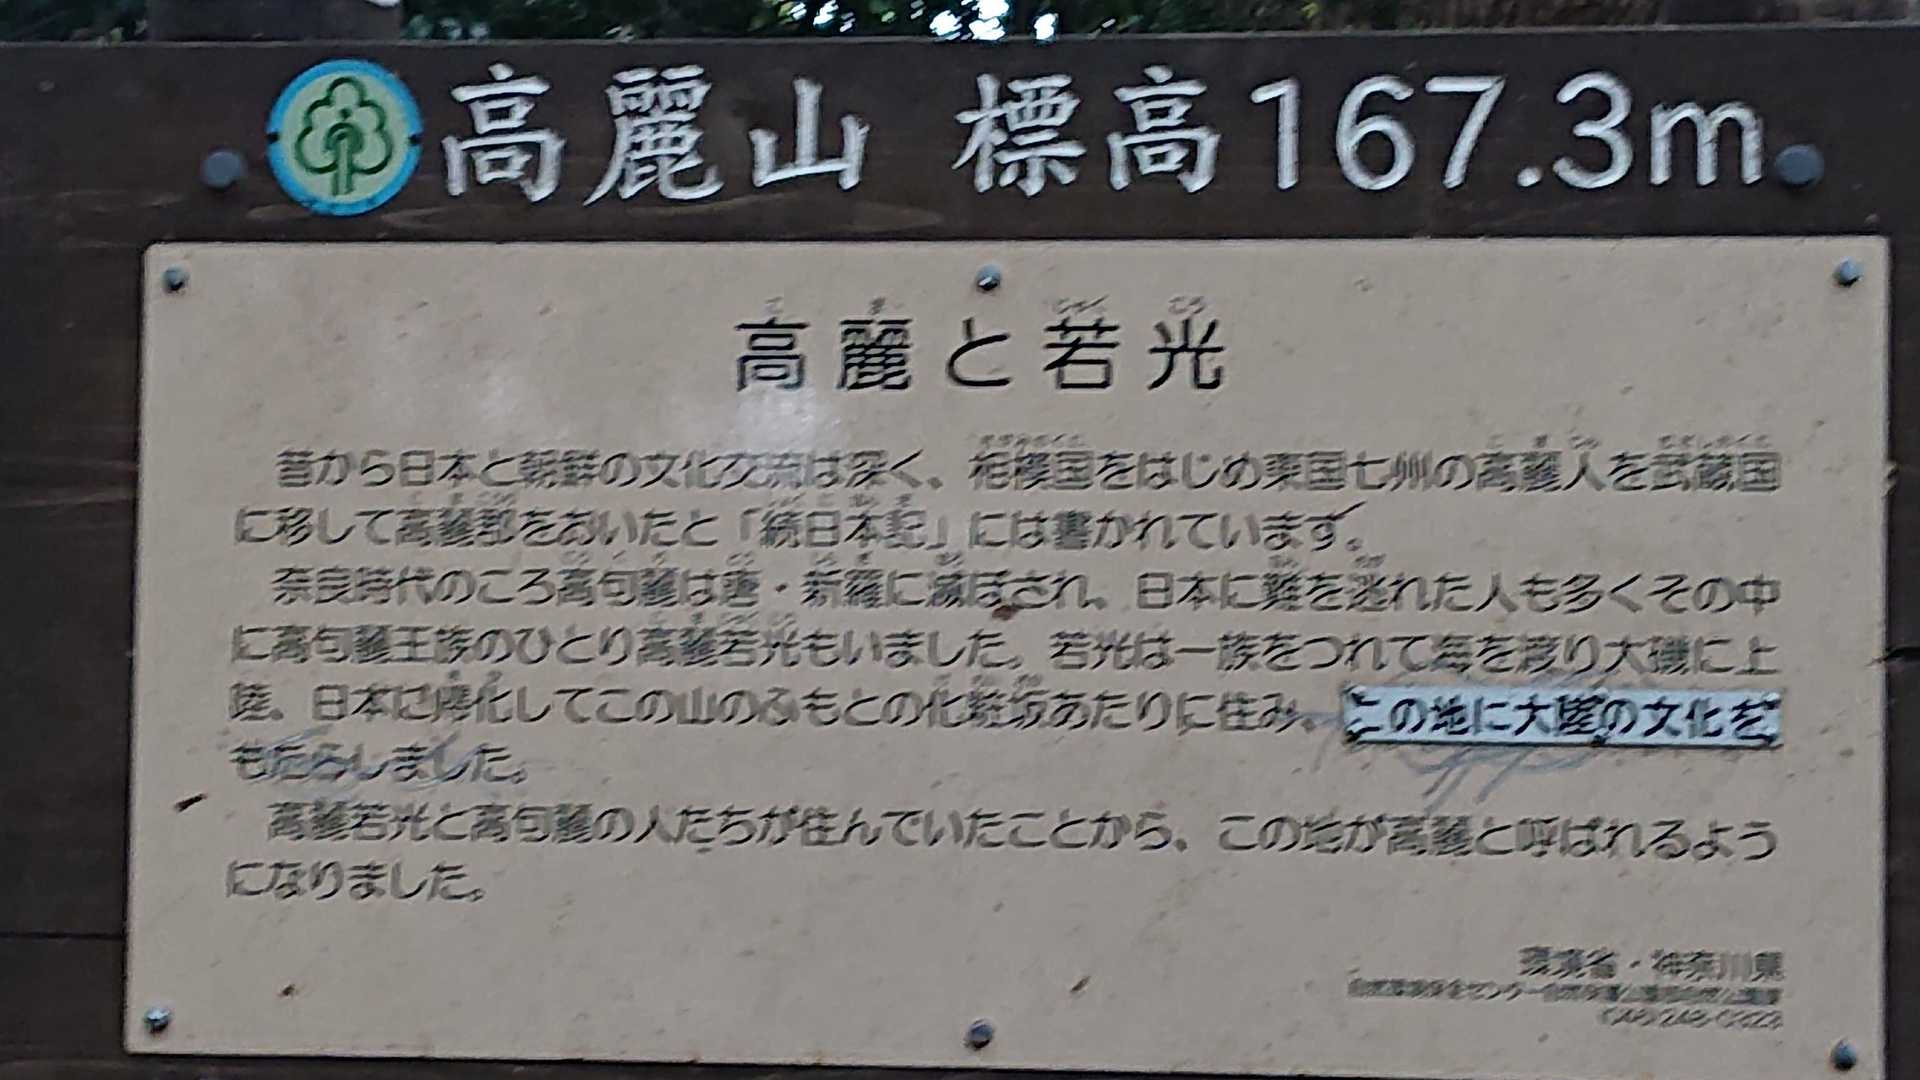 高麗山 標高167.3m
高麗と若光
昔から日本と朝鮮の文化交流は深く、相模国をはじめ東国七州の高麗人を武蔵国
に移して高麗郡をおいたと「続日本記」には書かれています。
奈良時代のころ高句麗は唐・新羅に滅ぼされ、日本に難を逃れた人も多くその中
に高句麗王族のひとり高麗若光もいました。若光は一族をつれて海を渡り大磯に上
陸、日本に帰化してこの山のふもとの化粧坂あたりに住み、この地に大陸の文化を
もたらしました。
高麗若光と高句麗の人たちが住んでいたことから、この地が高麗と呼ばれるよう
になりました。
環境省・神奈川県